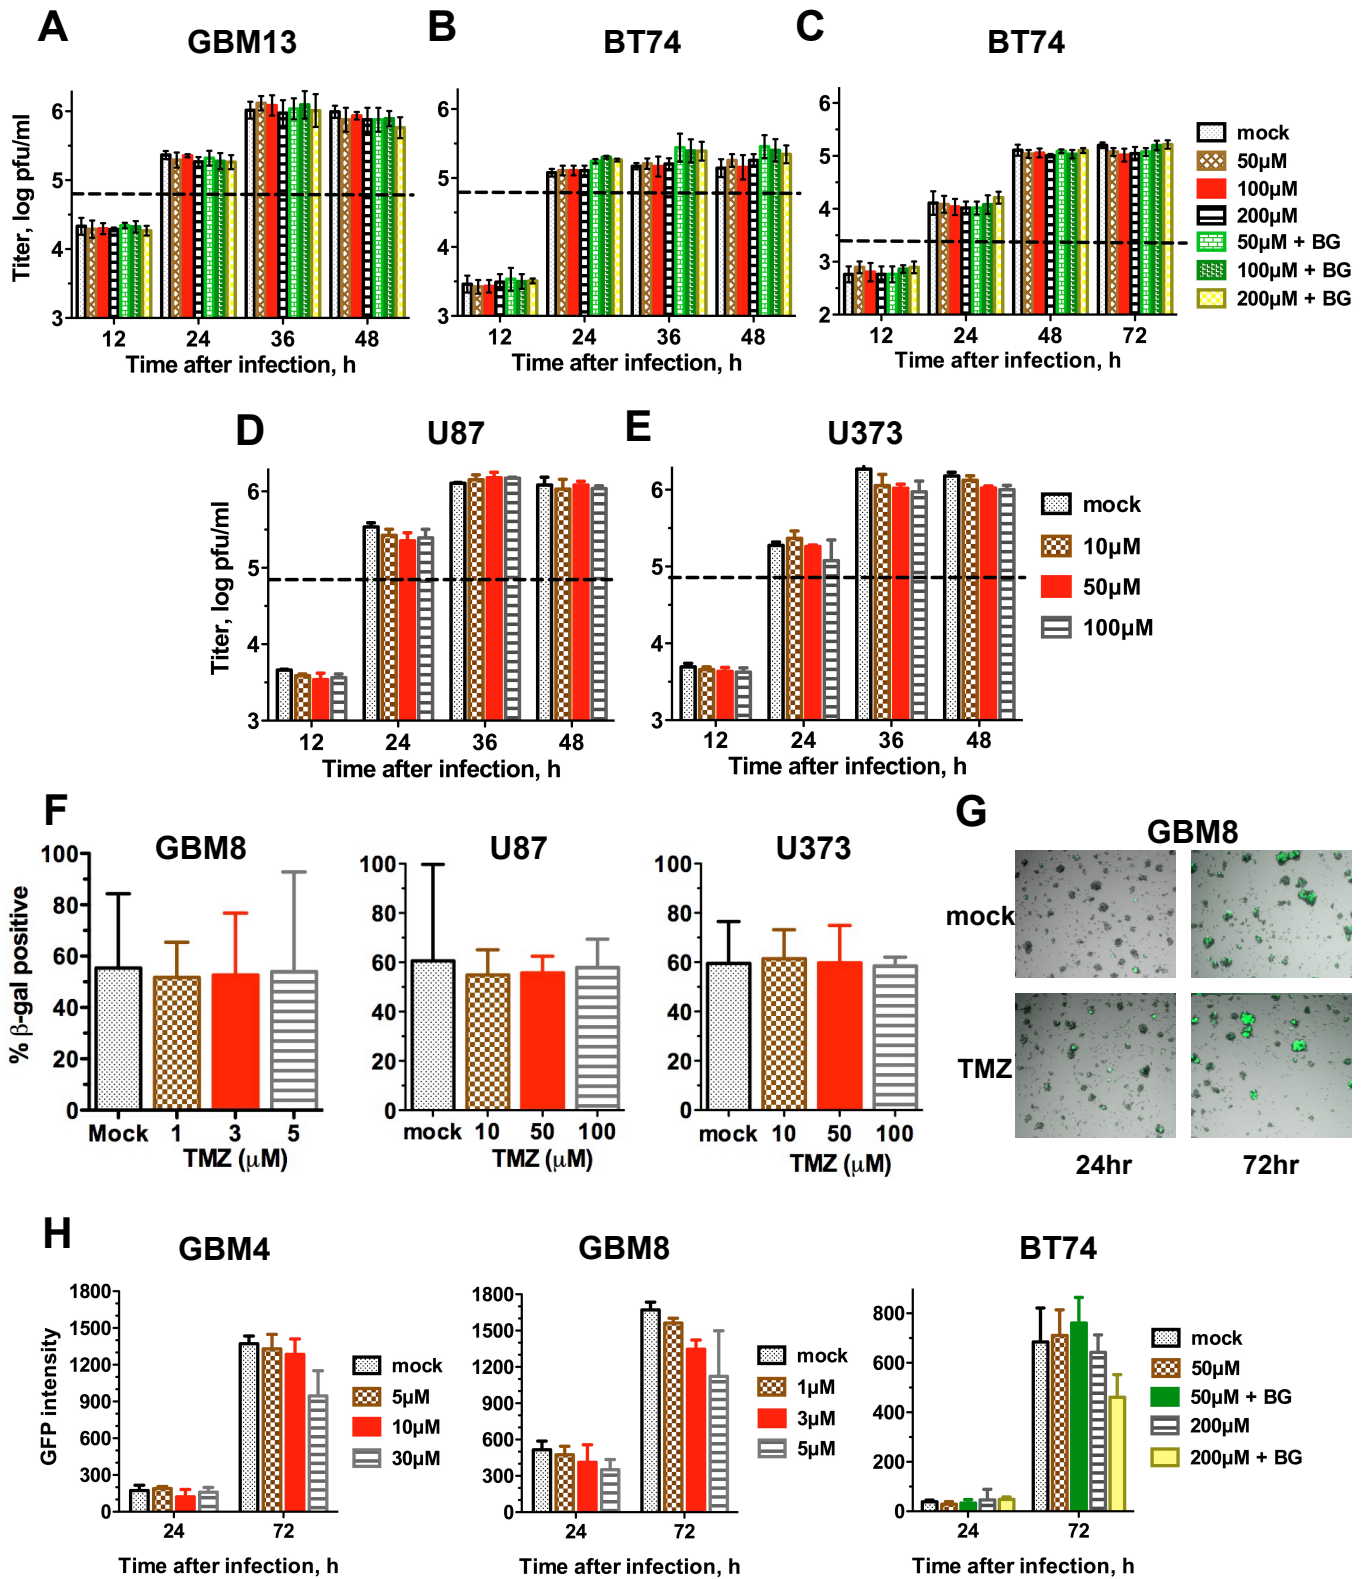 A
GBM13
B
BT74
C
BT74
Titer, log pfu/ml
6
5
4
3
12
24
36
48
Time after infection, h
6
5
4
3
12
24
36
48
Time after infection, h
6
5
4
3
2
12
24
48
72
Time after infection, h
mock
50µM
100µM
200µM
50µM + BG
100µM + BG
200µM + BG
D
U87
E
U373
Titer, log pfu/ml
6
5
4
3
12
24
36
48
Time after infection, h
6
5
4
3
12
24
36
48
Time after infection, h
mock
10µM
50µM
100µM
F
GBM8
U87
U373
% β-gal positive
100
80
60
40
20
0
Mock
1
3
5
TMZ (µM)
100
80
60
40
20
0
mock
10
50
100
TMZ (µM)
100
80
60
40
20
0
mock
10
50
100
TMZ (µM)
G
GBM8
mock
TMZ
24hr
72hr
H
GBM4
GBM8
BT74
GFP intensity
1800
1500
1200
900
600
300
0
24
72
Time after infection, h
mock
5µM
10µM
30µM
1800
1500
1200
900
600
300
0
24
72
Time after infection, h
mock
1µM
3µM
5µM
800
600
400
200
0
24
72
Time after infection, h
mock
50µM
50µM + BG
200µM
200µM + BG